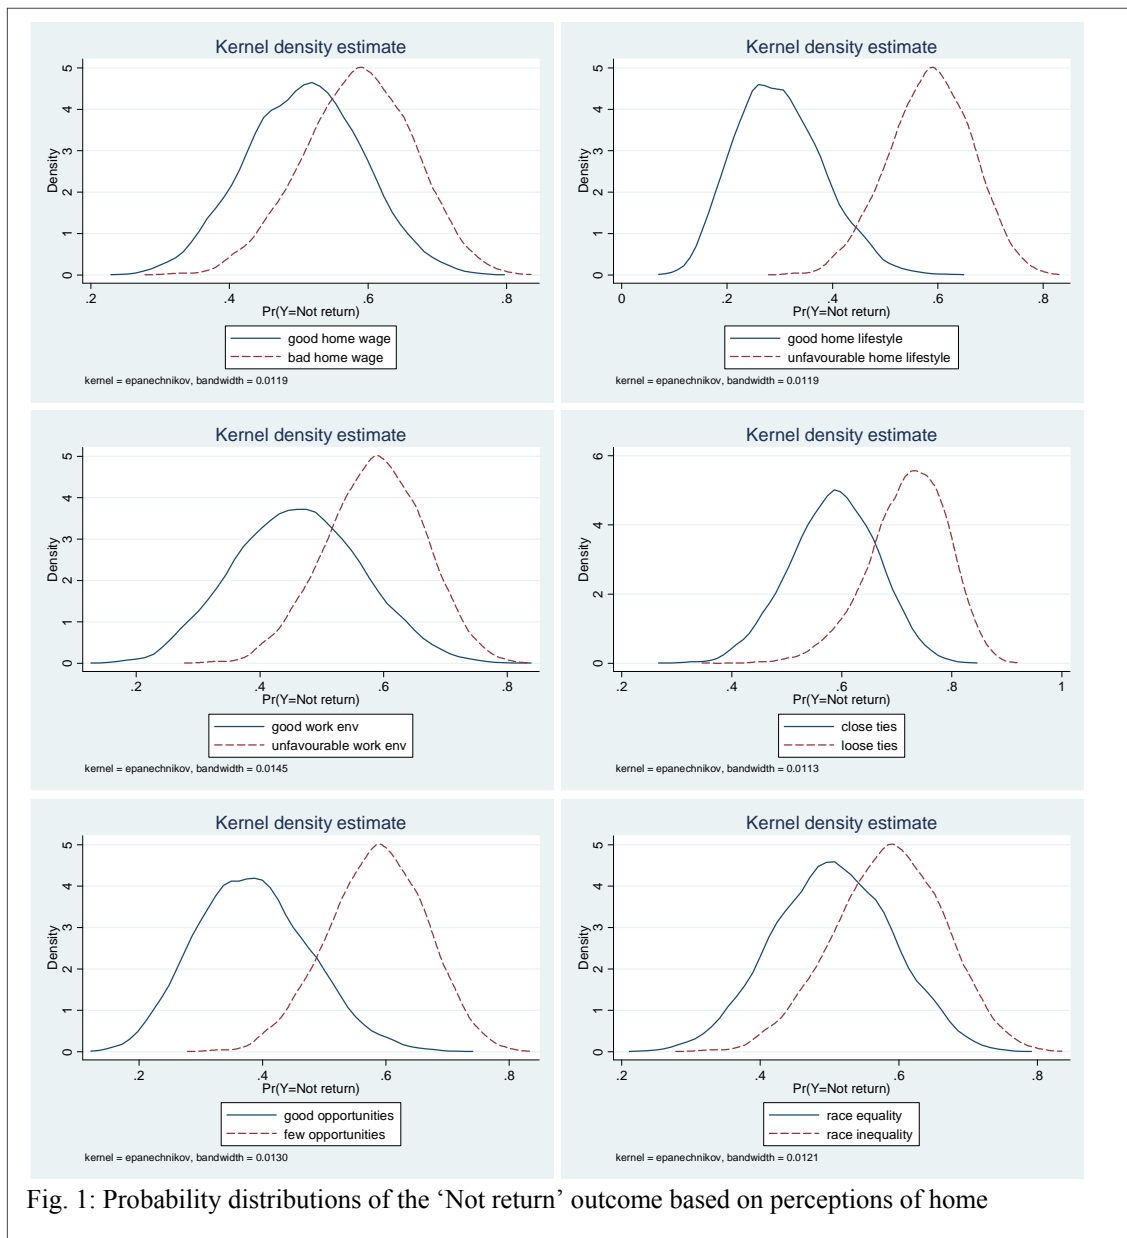 Kernel density estimate
Density
0 1 2 3 4 5
.2 .4 .6 .8
Pr(Y=Not return)
good home wage
bad home wage
kernel = epanechnikov, bandwidth = 0.0119
Kernel density estimate
Density
0 1 2 3 4 5
0 .2 .4 .6 .8
Pr(Y=Not return)
good home lifestyle
unfavourable home lifestyle
kernel = epanechnikov, bandwidth = 0.0119
Kernel density estimate
Density
0 1 2 3 4 5
.2 .4 .6 .8
Pr(Y=Not return)
good work env
unfavourable work env
kernel = epanechnikov, bandwidth = 0.0145
Kernel density estimate
Density
0 2 4 6
.2 .4 .6 .8 1
Pr(Y=Not return)
close ties
loose ties
kernel = epanechnikov, bandwidth = 0.0113
Kernel density estimate
Density
0 1 2 3 4 5
.2 .4 .6 .8
Pr(Y=Not return)
good opportunities
few opportunities
kernel = epanechnikov, bandwidth = 0.0130
Kernel density estimate
Density
0 1 2 3 4 5
.2 .4 .6 .8
Pr(Y=Not return)
race equality
race inequality
kernel = epanechnikov, bandwidth = 0.0121
Fig. 1: Probability distributions of the ‘Not return’ outcome based on perceptions of home